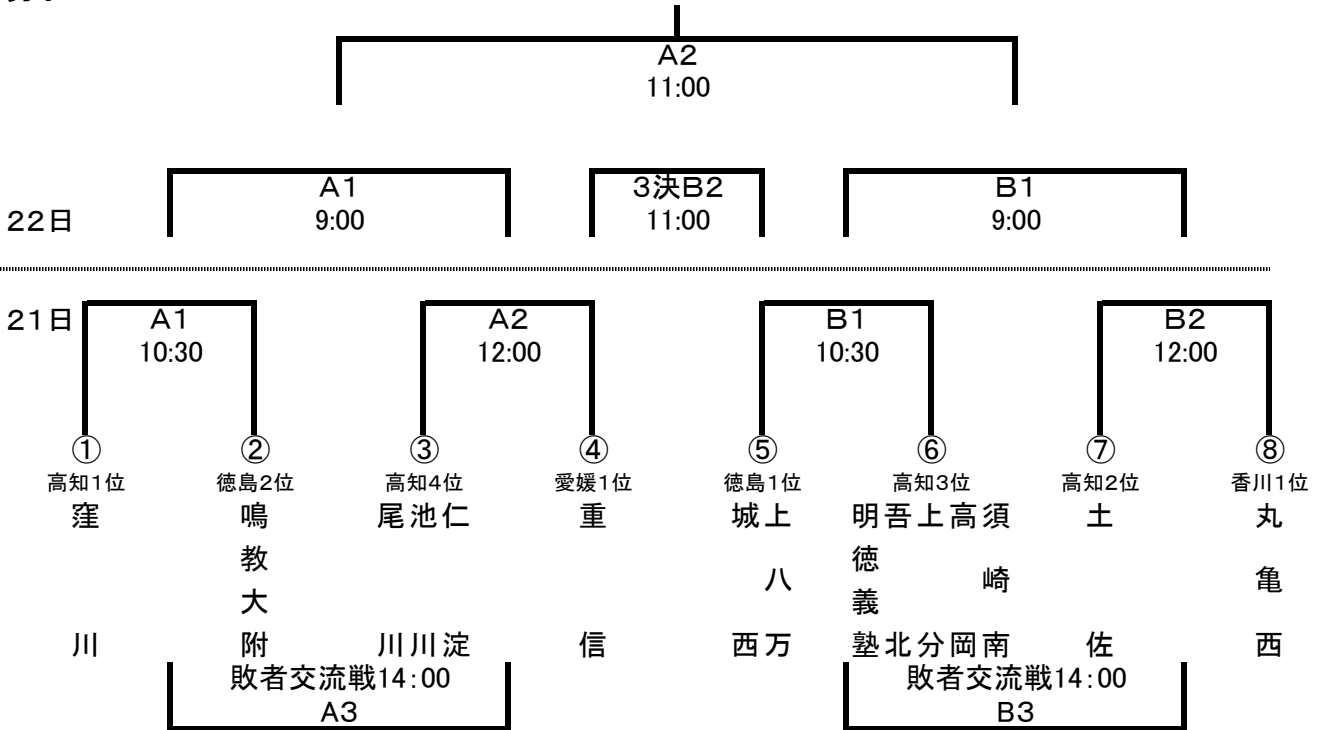 A2
11:00
A1
3決B2
B1
22日
9:00
11:00
9:00
21日
A1
A2
B1
B2
10:30
12:00
10:30
12:00
①
②
③
④
⑤
⑥
⑦
⑧
高知1位
徳島2位
高知4位
愛媛1位
徳島1位
高知3位
高知2位
香川1位
窪川
鳴教大附
仁淀
池川
尾川
重信
上八万
城西
須崎南
高岡
上分
吾北
明徳義塾
土佐
丸亀西
敗者交流戦14:00
A3
敗者交流戦14:00
B3